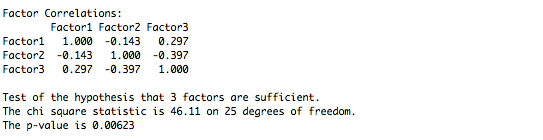 Factor Correlations:
Factor1 Factor2 Factor3
Factor1 1.000 -0.143 0.297
Factor2 -0.143 1.000 -0.397
Factor3 0.297 -0.397 1.000
Test of the hypothesis that 3 factors are sufficient.
The chi square statistic is 46.11 on 25 degrees of freedom.
The p-value is 0.00623